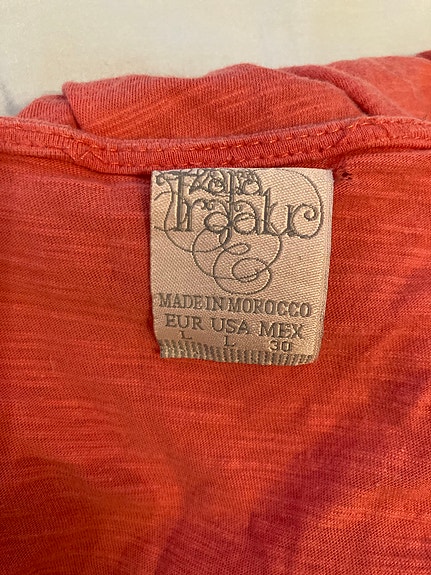 Zara
Trafaluc
MADE IN MOROCCO
EUR USA MEX
L L 30